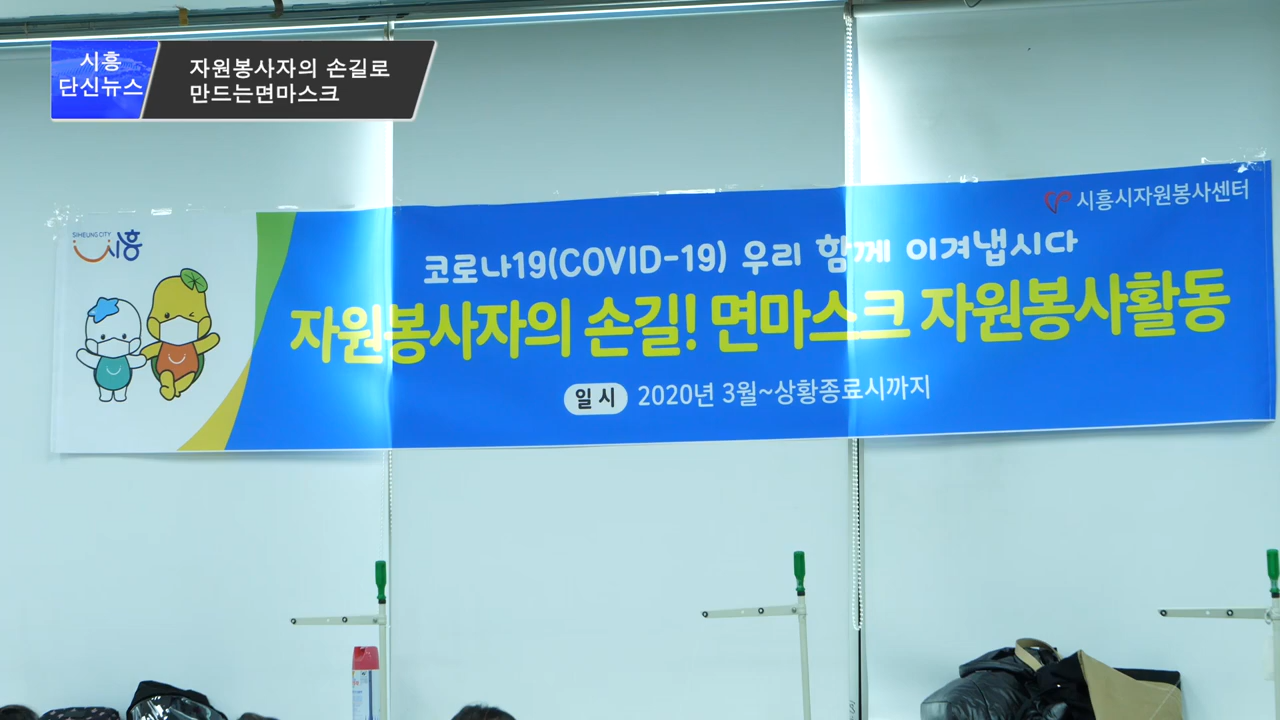 시흥
단신뉴스
자원봉사자의 손길로
만드는면마스크
시흥시자원봉사센터
SIHEUNG CITY
시흥
코로나19(COVID-19) 우리 함께 이겨냅시다
자원봉사자의 손길! 면마스크 자원봉사활동
일 시 2020년 3월~상황종료시까지